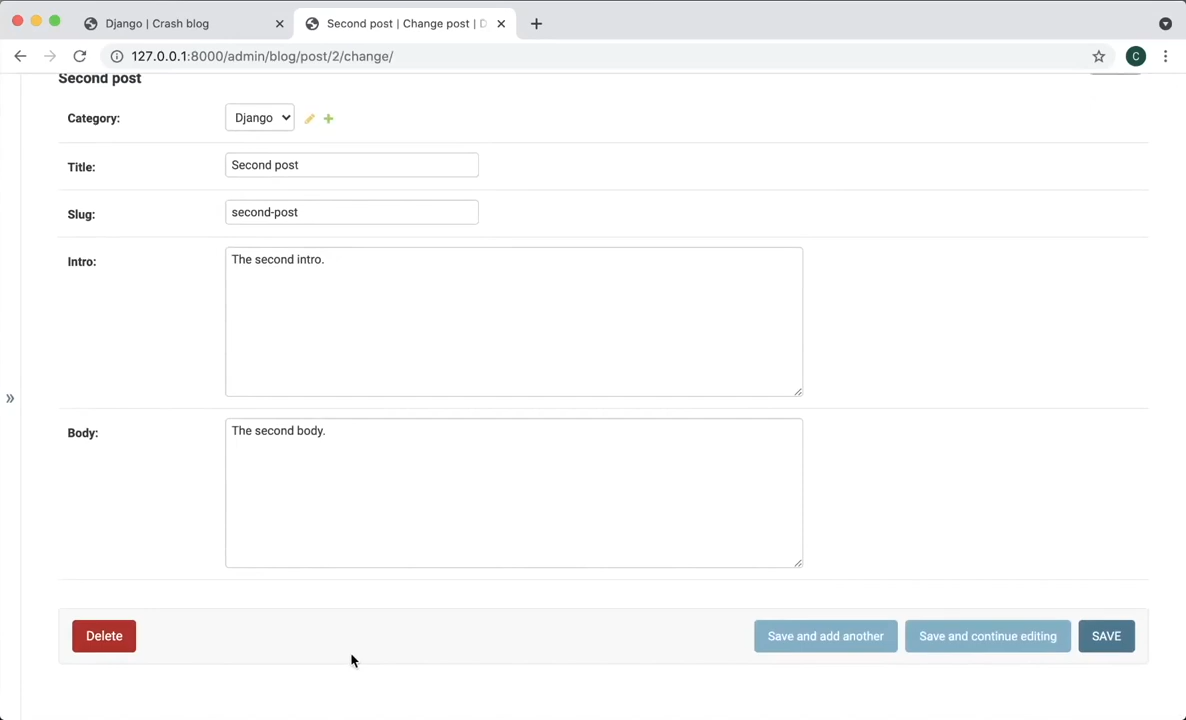 Django | Crash blog
Second post | Change post | D
127.0.0.1:8000/admin/blog/post/2/change/
C
Second post
Category:
Django
Title:
Second post
Slug:
second-post
Intro:
The second intro.
»
Body:
The second body.
Delete
Save and add another
Save and continue editing
SAVE